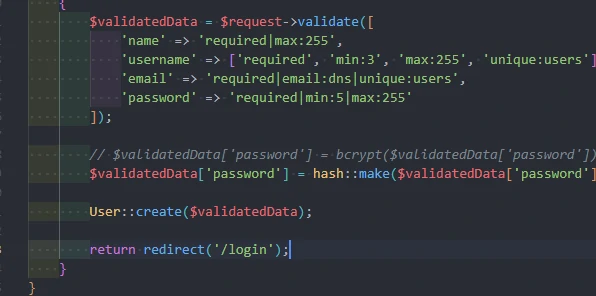 {
$validatedData = $request->validate([
'name' => 'required|max:255',
'username' => ['required', 'min:3', 'max:255', 'unique:users']
'email' => 'required|email:dns|unique:users',
'password' => 'required|min:5|max:255'
]);
// $validatedData['password'] = bcrypt($validatedData['password'])
$validatedData['password'] = hash::make($validatedData['password']
User::create($validatedData);
return redirect('/login');
}
}